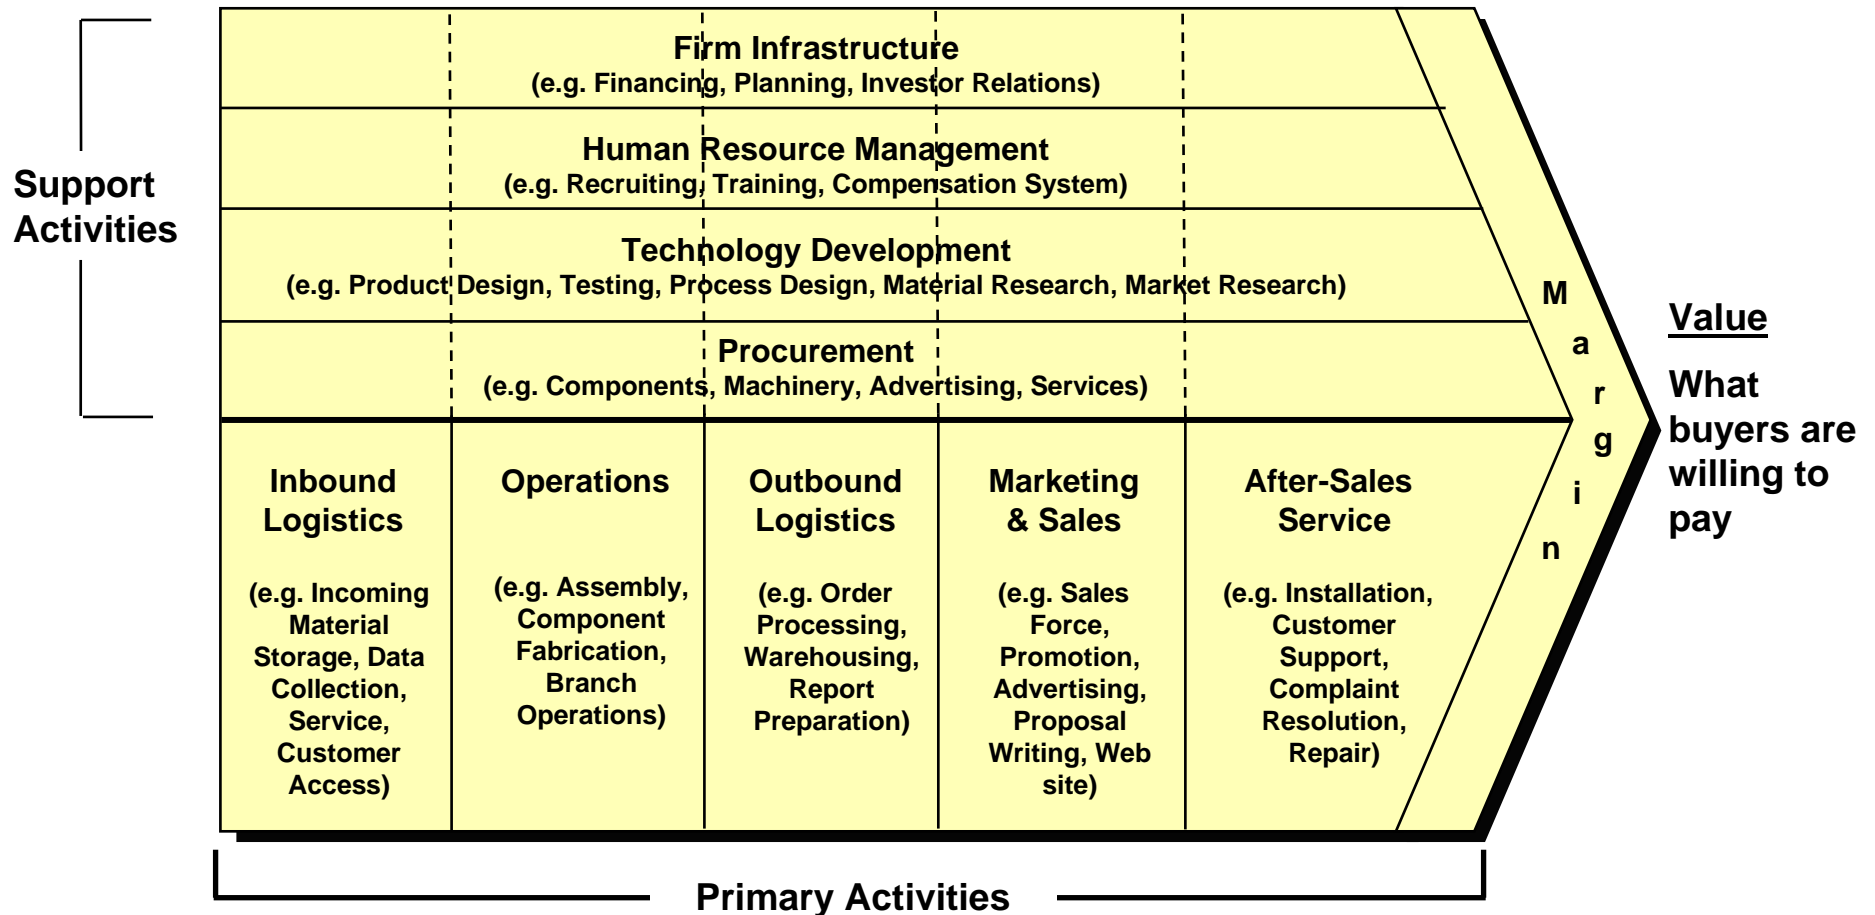 Support
Activities
Firm Infrastructure
(e.g. Financing, Planning, Investor Relations)
Human Resource Management
(e.g. Recruiting, Training, Compensation System)
Technology Development
(e.g. Product Design, Testing, Process Design, Material Research, Market Research)
Procurement
(e.g. Components, Machinery, Advertising, Services)
Inbound
Logistics
(e.g. Incoming
Material
Storage, Data
Collection,
Service,
Customer
Access)
Operations
(e.g. Assembly,
Component
Fabrication,
Branch
Operations)
Outbound
Logistics
(e.g. Order
Processing,
Warehousing,
Report
Preparation)
Marketing
& Sales
(e.g. Sales
Force,
Promotion,
Advertising,
Proposal
Writing, Web
site)
After-Sales
Service
(e.g. Installation,
Customer
Support,
Complaint
Resolution,
Repair)
Margin
Value
What
buyers are
willing to
pay
Primary Activities